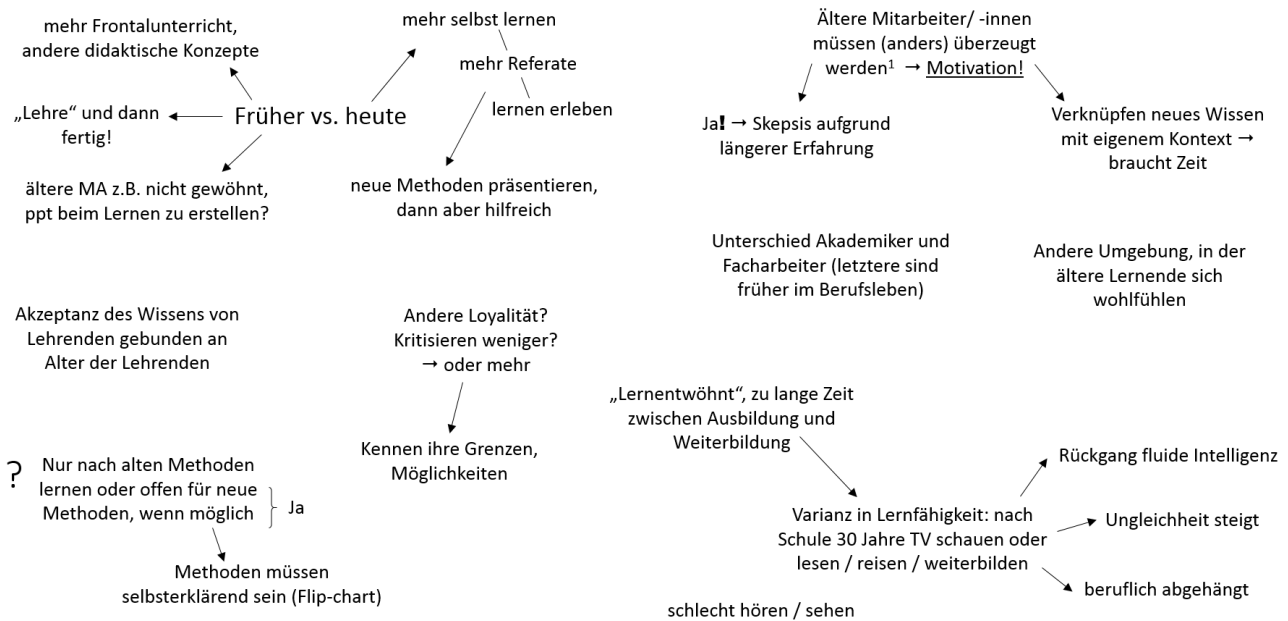 mehr Frontalunterricht,
andere didaktische Konzepte
„Lehre“ und dann
fertig!
Früher vs. heute
ältere MA z.B. nicht gewöhnt,
ppt beim Lernen zu erstellen?
mehr selbst lernen
mehr Referate
lernen erleben
neue Methoden präsentieren,
dann aber hilfreich
Ältere Mitarbeiter/ -innen
müssen (anders) überzeugt
werden¹ → Motivation!
Ja! → Skepsis aufgrund
längerer Erfahrung
Verknüpfen neues Wissen
mit eigenem Kontext →
braucht Zeit
Unterschied Akademiker und
Facharbeiter (letztere sind
früher im Berufsleben)
Andere Umgebung, in der
ältere Lernende sich
wohlfühlen
Akzeptanz des Wissens von
Lehrenden gebunden an
Alter der Lehrenden
Andere Loyalität?
Kritisieren weniger?
→ oder mehr
Kennen ihre Grenzen,
Möglichkeiten
?
Nur nach alten Methoden
lernen oder offen für neue
Methoden, wenn möglich
Ja
Methoden müssen
selbsterklärend sein (Flip-chart)
„Lernentwöhnt“, zu lange Zeit
zwischen Ausbildung und
Weiterbildung
Varianz in Lernfähigkeit: nach
Schule 30 Jahre TV schauen oder
lesen / reisen / weiterbilden
Rückgang fluide Intelligenz
Ungleichheit steigt
beruflich abgehängt
schlecht hören / sehen